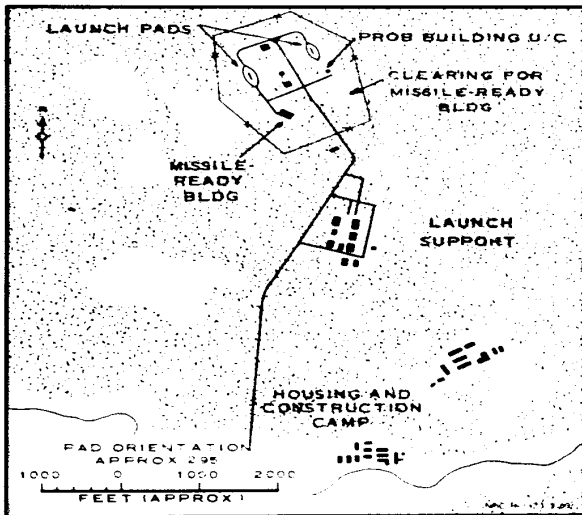 LAUNCH PADS
PROB BUILDING U/C
CLEARING FOR
MISSILE-READY
BLDG
MISSILE-
READY
BLDG
LAUNCH
SUPPORT
HOUSING AND
CONSTRUCTION
CAMP
PAD ORIENTATION
APPROX 295
1000 0 1000 2000
FEET (APPROX)